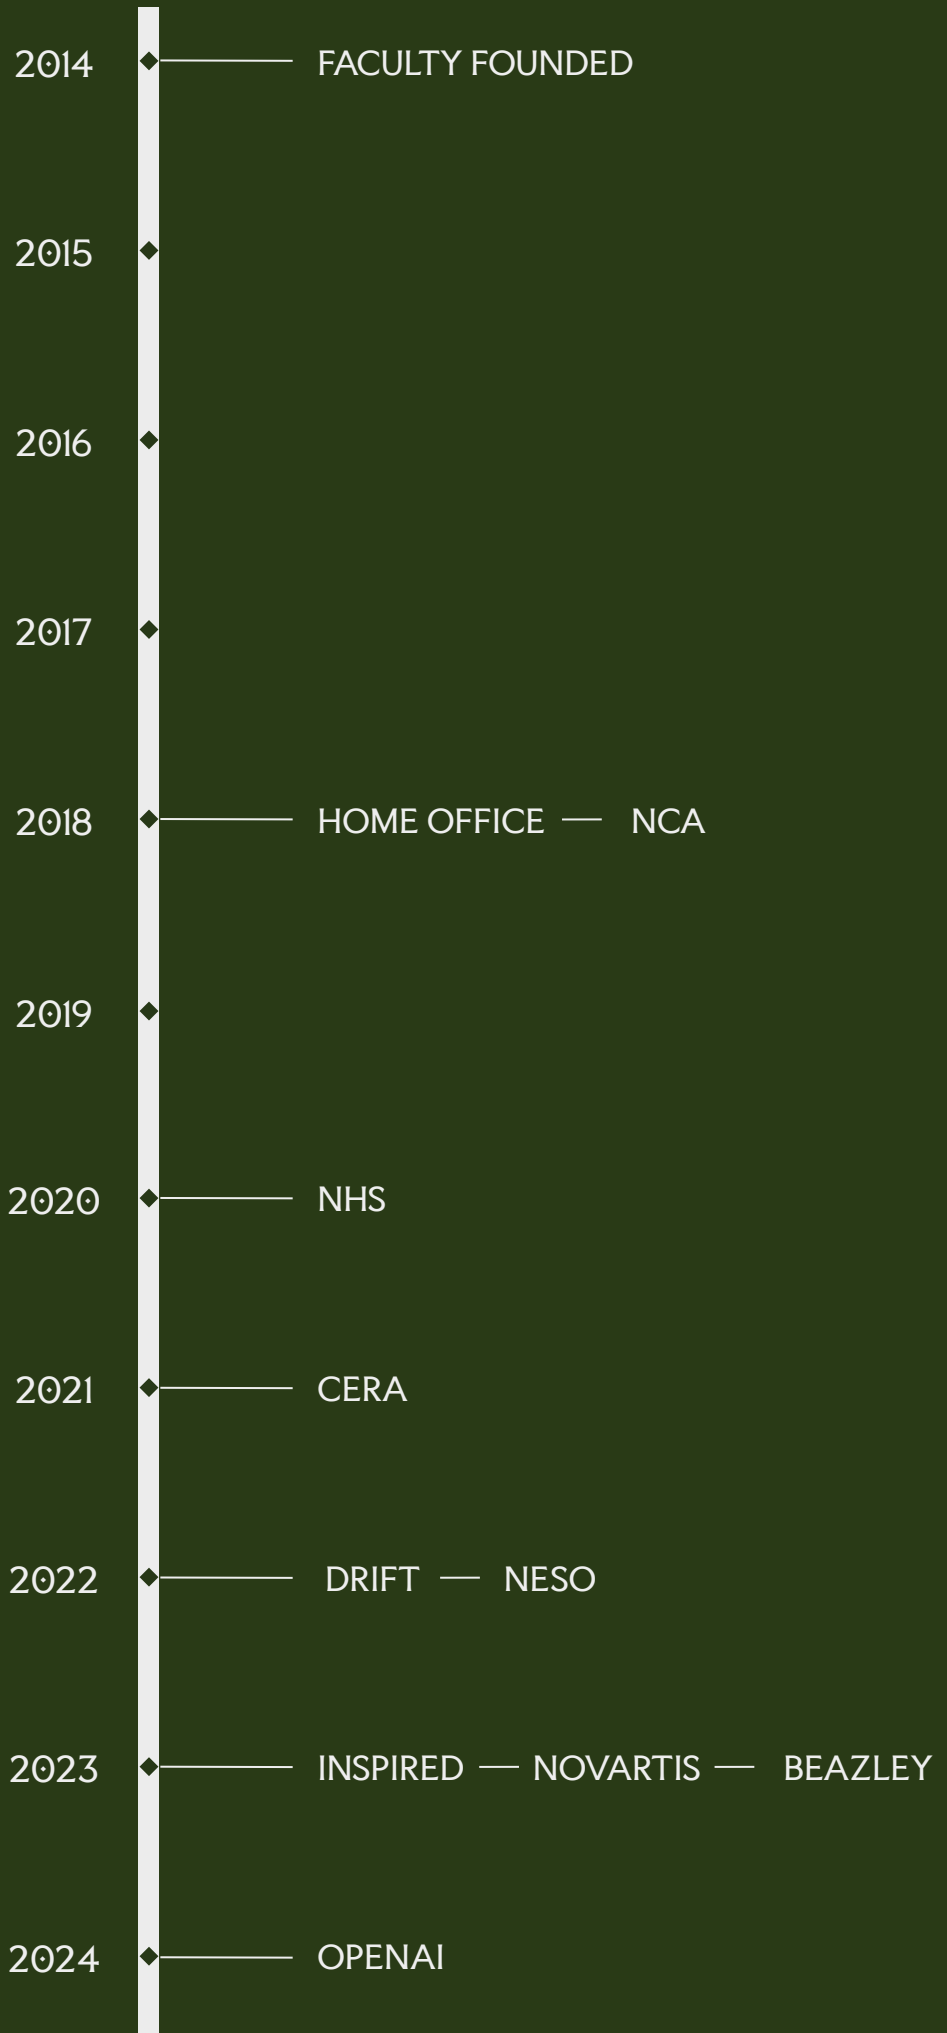 2014 FACULTY FOUNDED
2015
2016
2017
2018 HOME OFFICE — NCA
2019
2020 NHS
2021 CERA
2022 DRIFT — NESO
2023 INSPIRED — NOVARTIS — BEAZLEY
2024 OPENAI